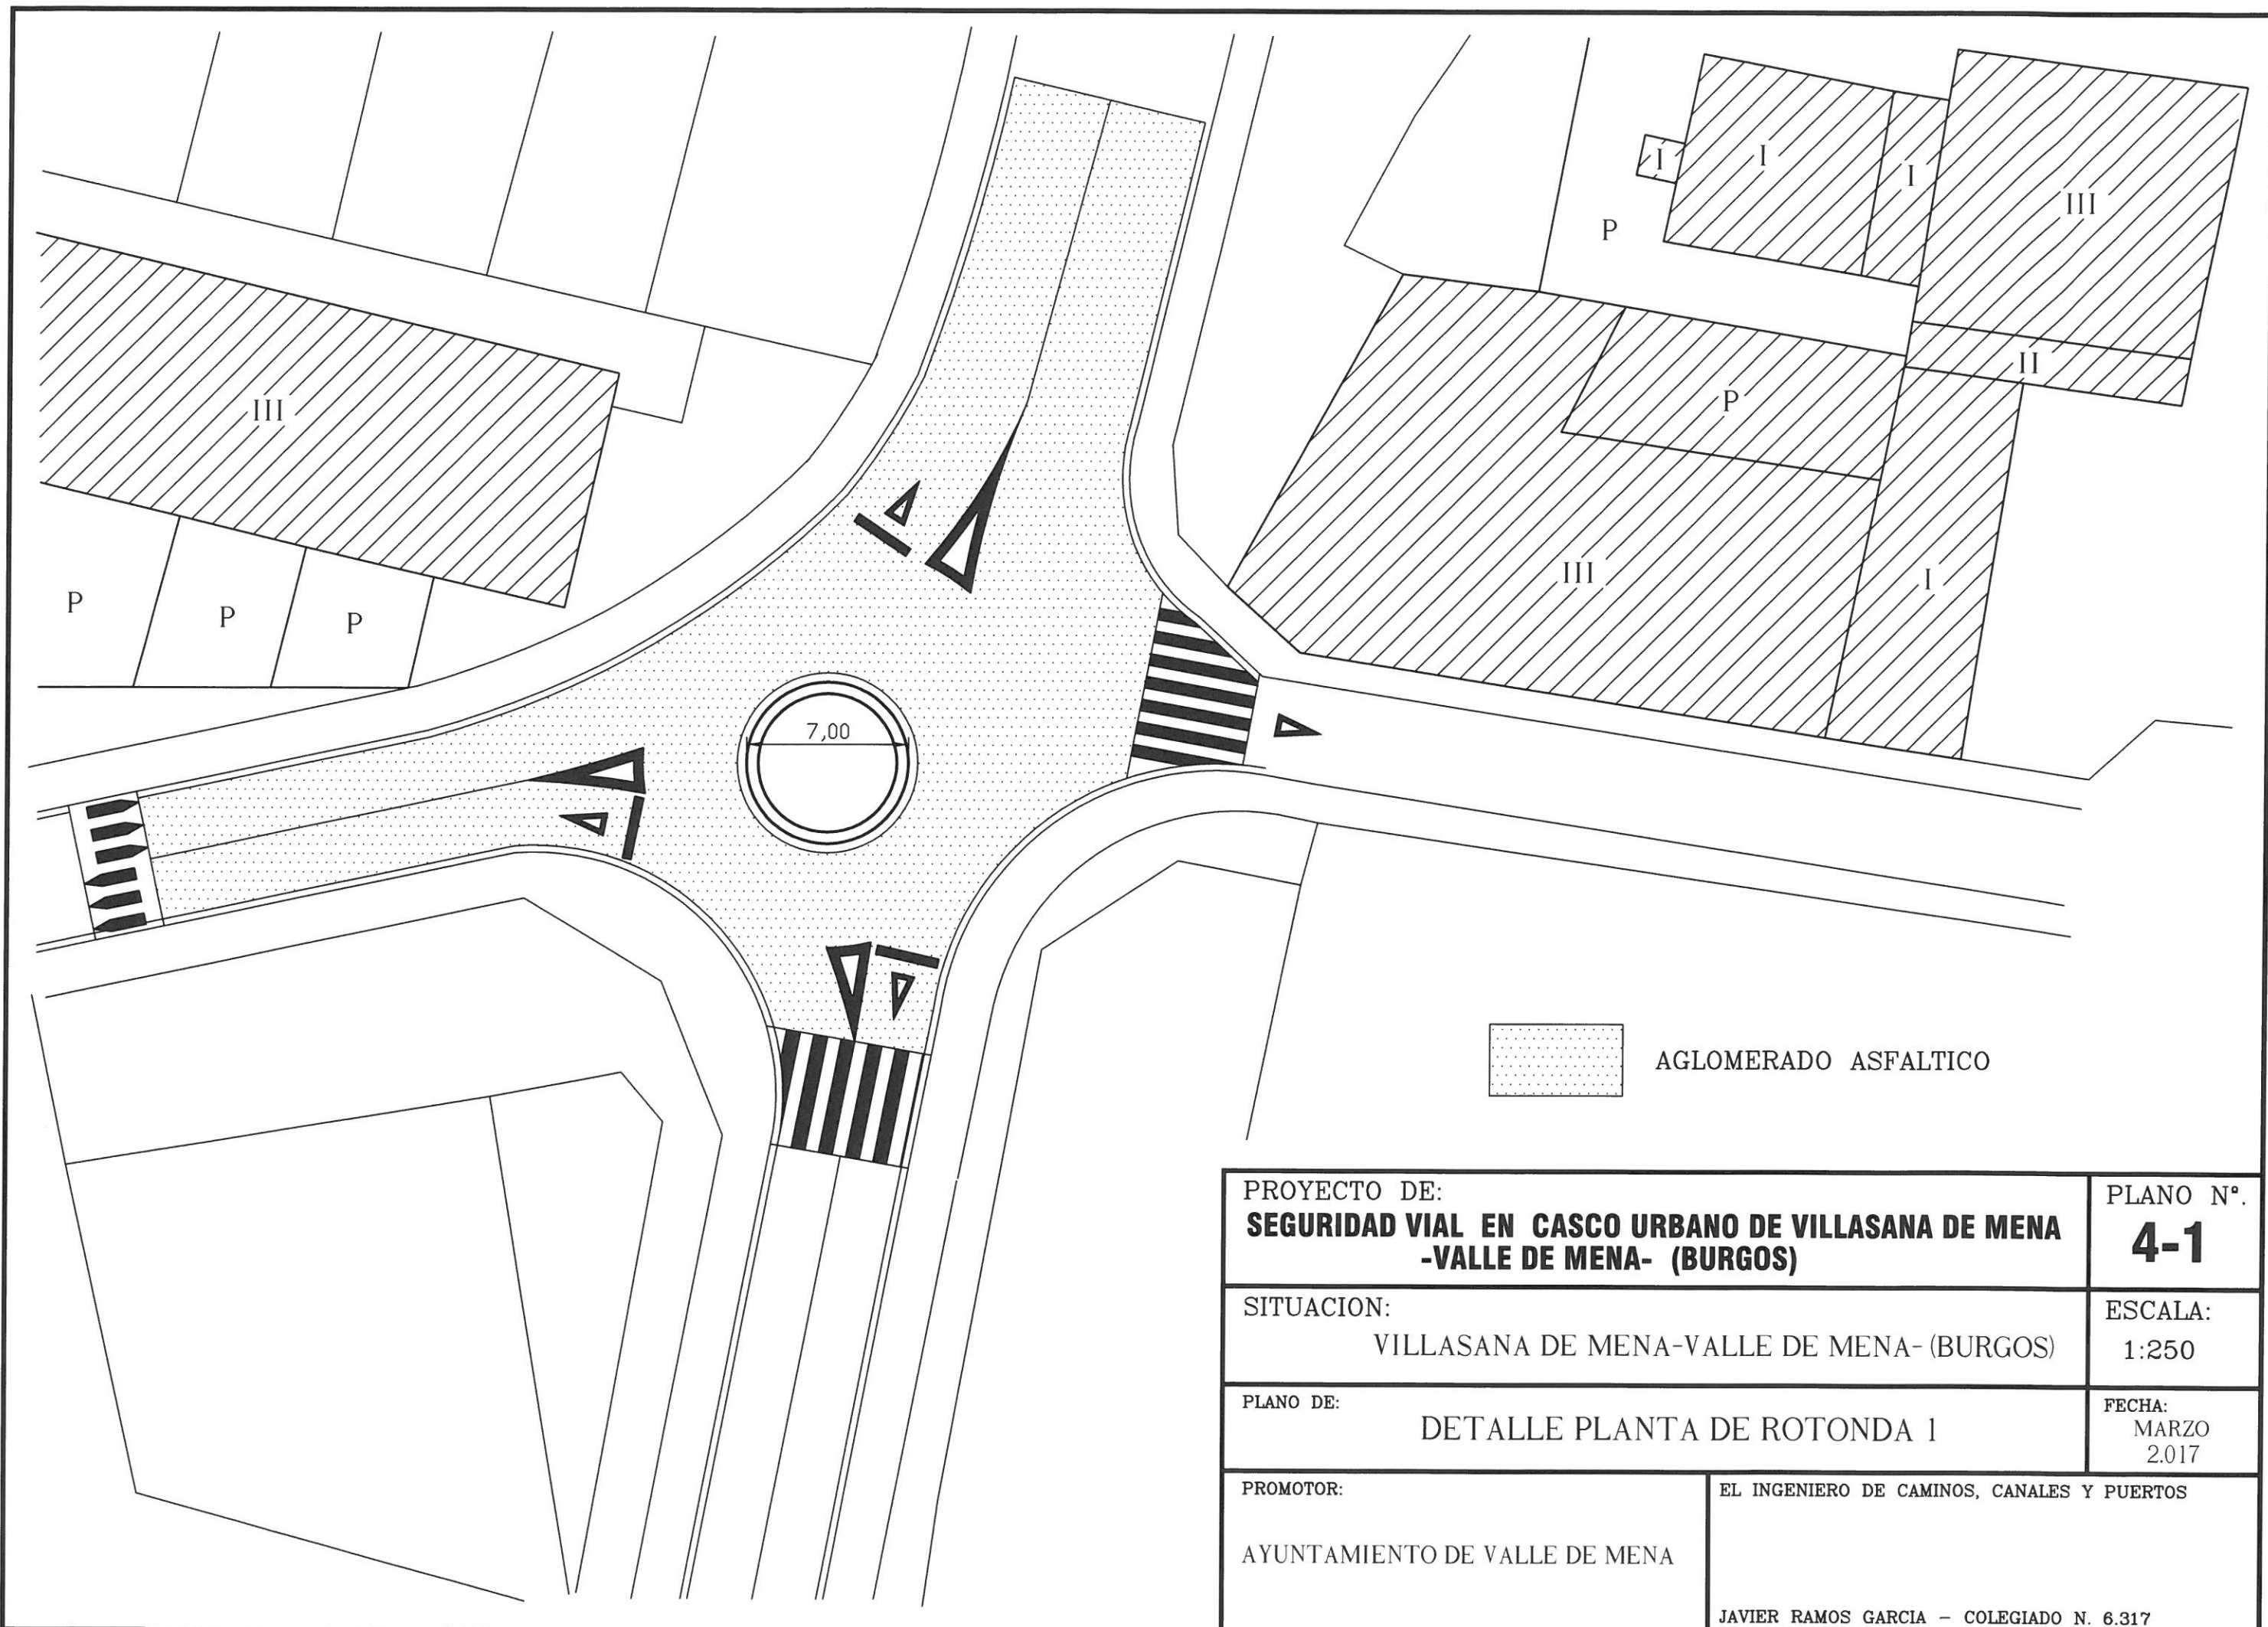 I
I
I
III
P
III
II
P
III
I
P
P
P
III
7,00
AGLOMERADO ASFALTICO
PROYECTO DE:
SEGURIDAD VIAL EN CASCO URBANO DE VILLASANA DE MENA
-VALLE DE MENA- (BURGOS)
PLANO Nº.
4-1
SITUACION:
VILLASANA DE MENA-VALLE DE MENA- (BURGOS)
ESCALA:
1:250
PLANO DE:
DETALLE PLANTA DE ROTONDA 1
FECHA:
MARZO
2.017
PROMOTOR:
AYUNTAMIENTO DE VALLE DE MENA
EL INGENIERO DE CAMINOS, CANALES Y PUERTOS
JAVIER RAMOS GARCIA - COLEGIADO N. 6.317